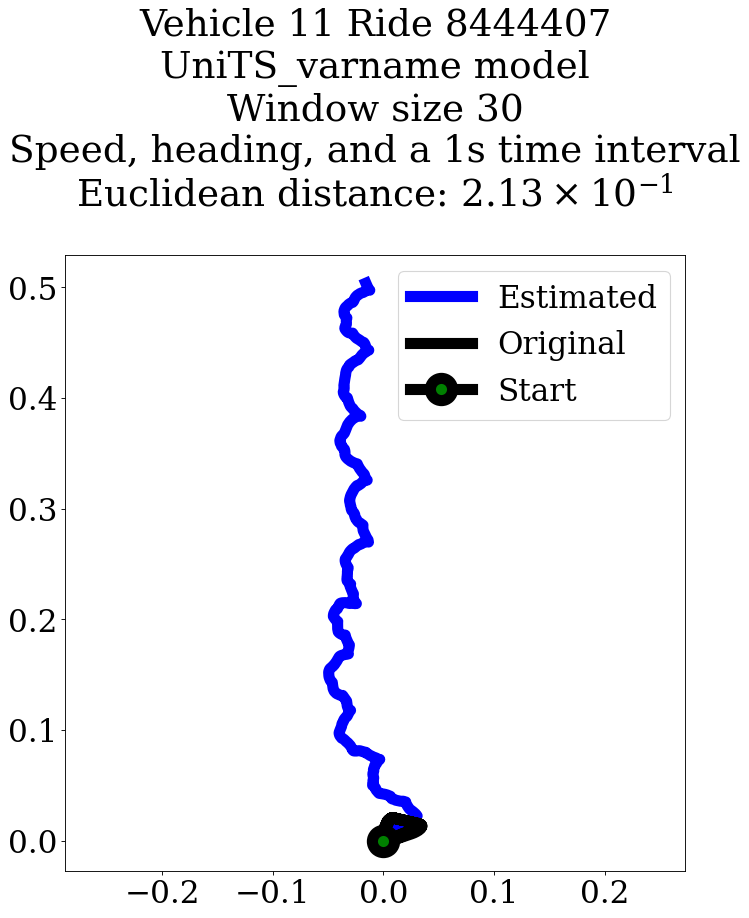 Vehicle 11 Ride 8444407
UniTS_varname model
Window size 30
Speed, heading, and a 1s time interval
Euclidean distance: 2.13 × 10⁻¹
Estimated
Original
Start
0.5
0.4
0.3
0.2
0.1
0.0
−0.2 −0.1 0.0 0.1 0.2